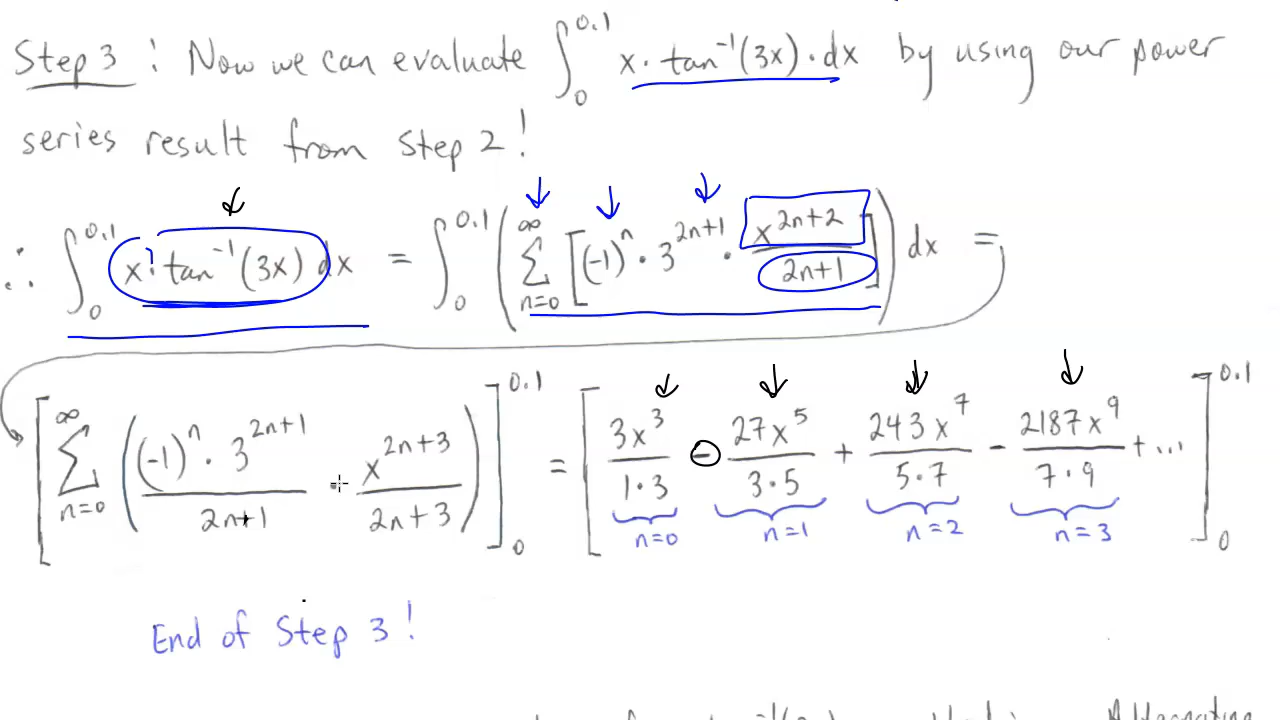 Step 3 : Now we can evaluate ∫₀^0.1 x · tan⁻¹(3x) · dx by using our power
series result from Step 2 !
∴ ∫₀^0.1 x · tan⁻¹(3x) dx = ∫₀^0.1 ( ∑_{n=0}^∞ [ (-1)^n · 3^{2n+1} · x^{2n+2} / 2n+1 ] ) dx =
[ ∑_{n=0}^∞ ( (-1)^n · 3^{2n+1} / 2n+1 · x^{2n+3} / 2n+3 ) ]₀^0.1 = [ 3x³ / 1·3 - 27x⁵ / 3·5 + 243x⁷ / 5·7 - 2187x⁹ / 7·9 + ... ]₀^0.1
n=0 n=1 n=2 n=3
End of Step 3 !